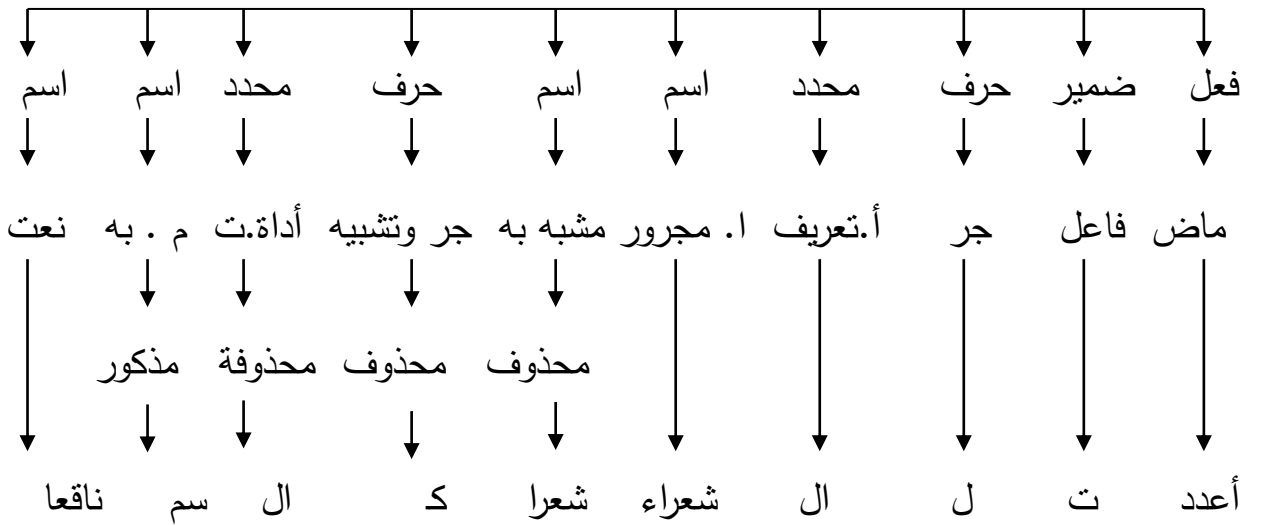 فعل ضمير حرف محدد اسم اسم حرف محدد اسم اسم
ماض فاعل جر أ.تعريف ا. مجرور مشبه به جر وتشبيه أداة.ت م . به نعت
محذوف محذوف محذوفة مذكور
أعدد ت ل ال شعراء شعرا كـ ال سم ناقعا